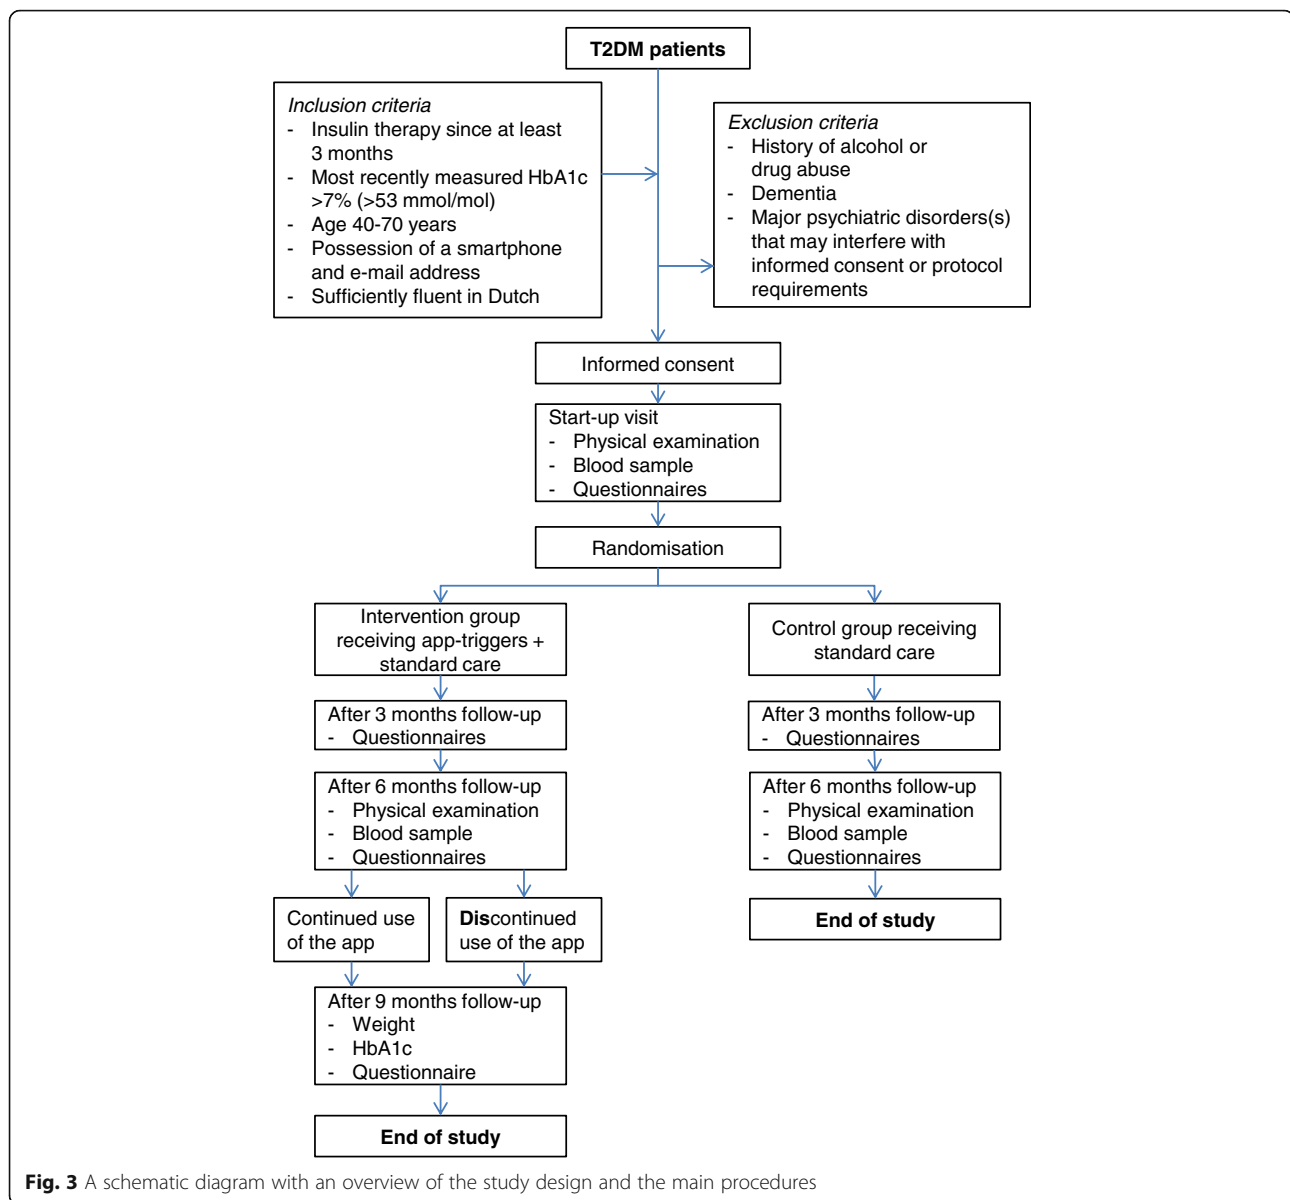 T2DM patients
Inclusion criteria
- Insulin therapy since at least
3 months
- Most recently measured HbA1c
>7% (>53 mmol/mol)
- Age 40-70 years
- Possession of a smartphone
and e-mail address
- Sufficiently fluent in Dutch
Exclusion criteria
- History of alcohol or
drug abuse
- Dementia
- Major psychiatric disorders(s)
that may interfere with
informed consent or protocol
requirements
Informed consent
Start-up visit
- Physical examination
- Blood sample
- Questionnaires
Randomisation
Intervention group
receiving app-triggers +
standard care
Control group receiving
standard care
After 3 months follow-up
- Questionnaires
After 3 months follow-up
- Questionnaires
After 6 months follow-up
- Physical examination
- Blood sample
- Questionnaires
After 6 months follow-up
- Physical examination
- Blood sample
- Questionnaires
Continued use
of the app
Discontinued
use of the app
End of study
After 9 months follow-up
- Weight
- HbA1c
- Questionnaire
End of study
Fig. 3 A schematic diagram with an overview of the study design and the main procedures